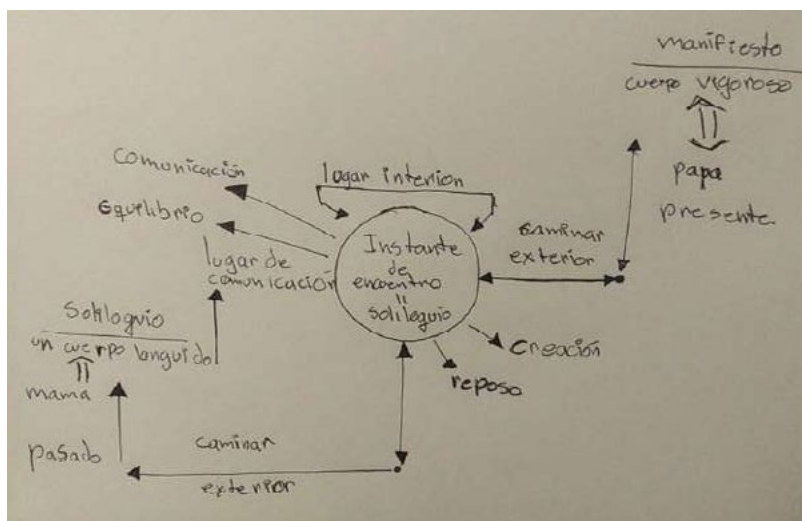 manifiesto
cuerpo vigoroso
papa
presente
comunicación
Equilibrio
lugar interior
Instante
de
encuentro
=
soliloquio
caminar
exterior
lugar de
comunicación
Soliloquio
un cuerpo languido
mama
pasado
caminar
exterior
reposo
creación